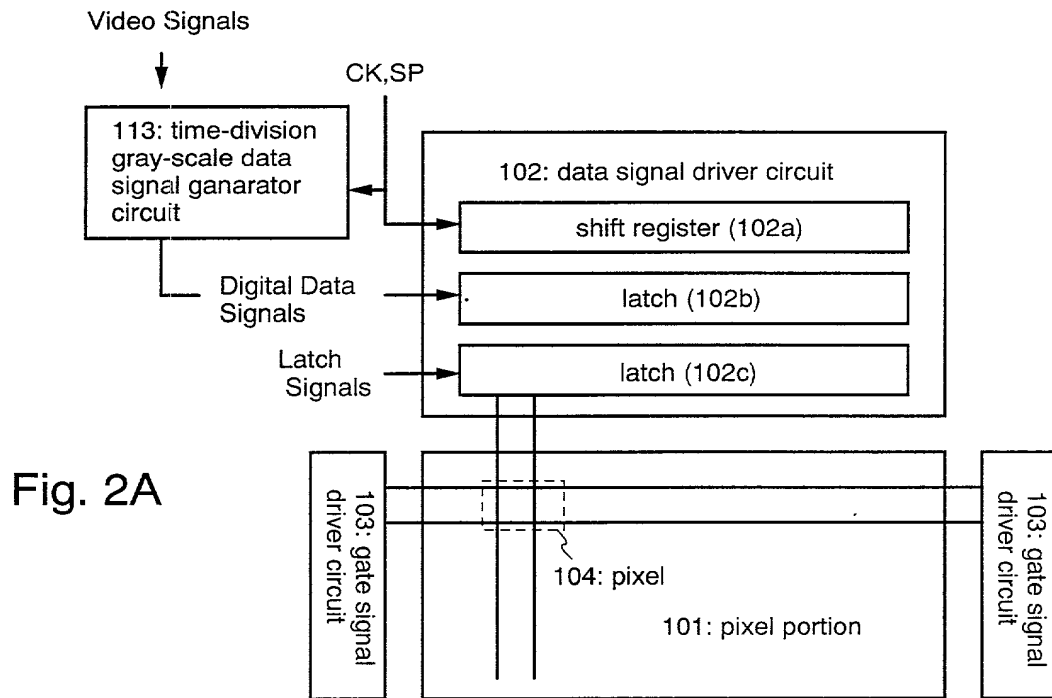 Video Signals
CK,SP
113: time-division
gray-scale data
signal ganarator
circuit
102: data signal driver circuit
shift register (102a)
Digital Data
Signals
latch (102b)
Latch
Signals
latch (102c)
Fig. 2A
103: gate signal
driver circuit
104: pixel
101: pixel portion
103: gate signal
driver circuit